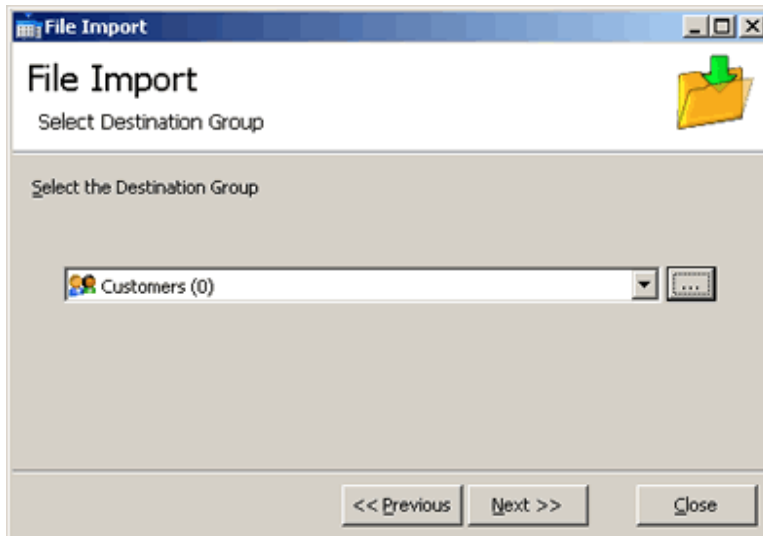 File Import
File Import
Select Destination Group
Select the Destination Group
Customers (0)
...
<< Previous
Next >>
Close